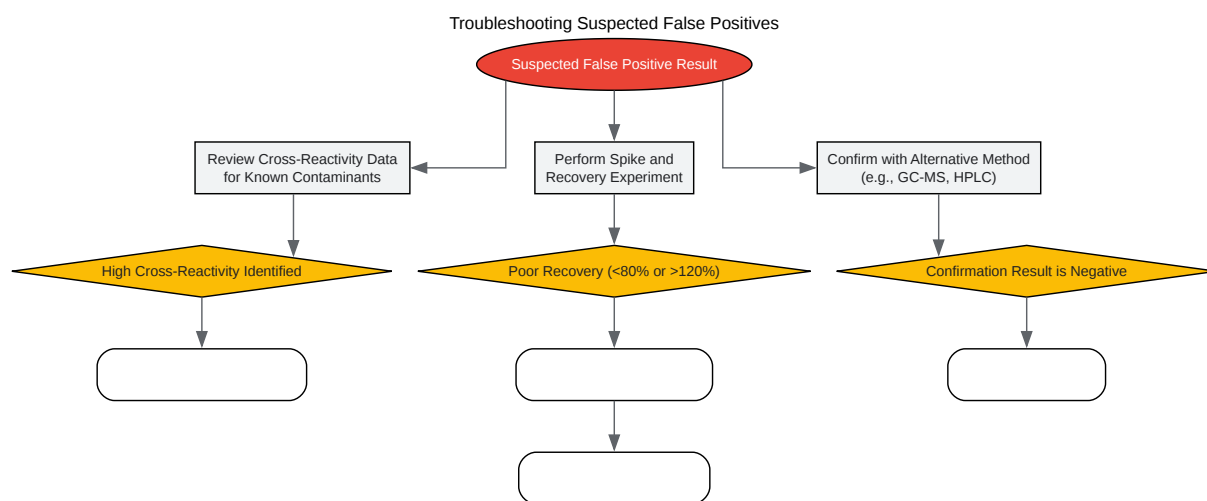 Troubleshooting Suspected False Positives
Suspected False Positive Result
Review Cross-Reactivity Data
for Known Contaminants
Perform Spike and
Recovery Experiment
Confirm with Alternative Method
(e.g., GC-MS, HPLC)
High Cross-Reactivity Identified
Poor Recovery (<80% or >120%)
Confirmation Result is Negative